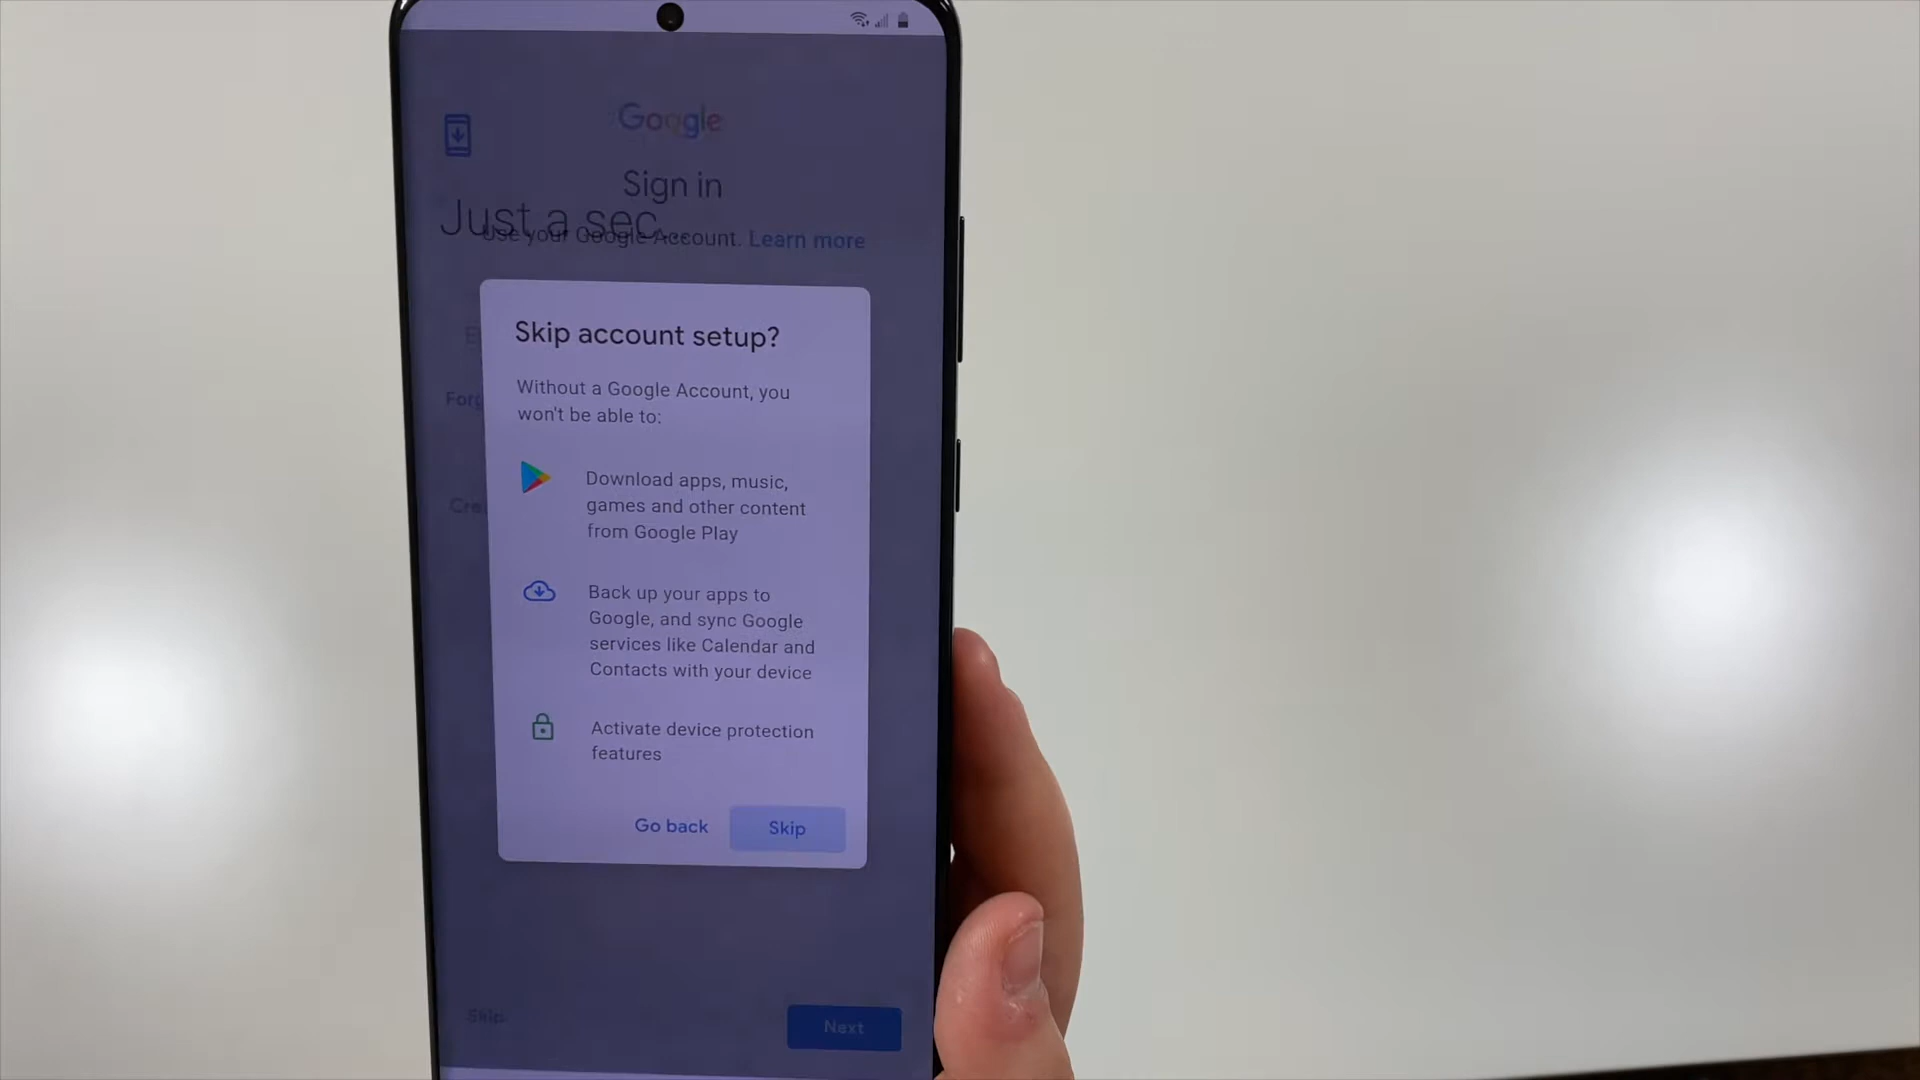 Google
Sign in
Just a sec...
Use your Google Account. Learn more
Skip account setup?
Without a Google Account, you
won't be able to:
Forg
Download apps, music,
games and other content
from Google Play
Cre
Back up your apps to
Google, and sync Google
services like Calendar and
Contacts with your device
Activate device protection
features
Go back Skip
Skip Next